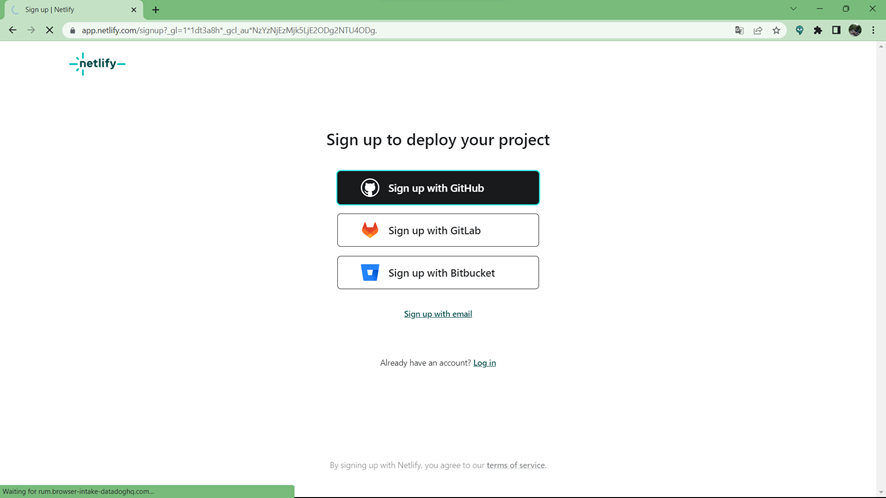 Sign up | Netlify
app.netlify.com/signup?_gl=1*1dt3a8h*_gcl_au*NzYzNjEzMjk5LjE2ODg2NTU4ODg.
netlify
Sign up to deploy your project
Sign up with GitHub
Sign up with GitLab
Sign up with Bitbucket
Sign up with email
Already have an account? Log in
By signing up with Netlify, you agree to our terms of service.
Waiting for rum.browser-intake-datadoghq.com...